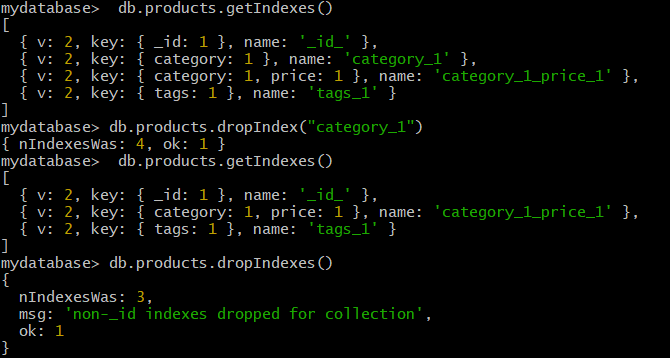 mydatabase>  db.products.getIndexes()
[
  { v: 2, key: { _id: 1 }, name: '_id_' },
  { v: 2, key: { category: 1 }, name: 'category_1' },
  { v: 2, key: { category: 1, price: 1 }, name: 'category_1_price_1' },
  { v: 2, key: { tags: 1 }, name: 'tags_1' }
]
mydatabase> db.products.dropIndex("category_1")
{ nIndexesWas: 4, ok: 1 }
mydatabase>  db.products.getIndexes()
[
  { v: 2, key: { _id: 1 }, name: '_id_' },
  { v: 2, key: { category: 1, price: 1 }, name: 'category_1_price_1' },
  { v: 2, key: { tags: 1 }, name: 'tags_1' }
]
mydatabase> db.products.dropIndexes()
{
  nIndexesWas: 3,
  msg: 'non-_id indexes dropped for collection',
  ok: 1
}